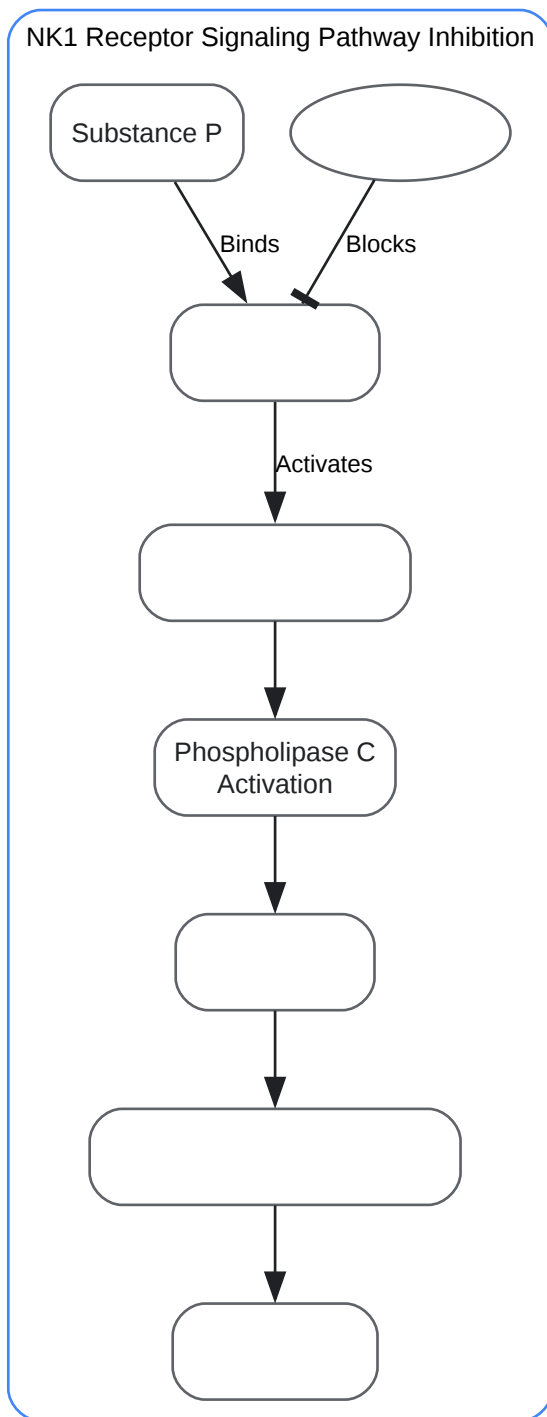 NK1 Receptor Signaling Pathway Inhibition
Substance P
Binds
Blocks
Activates
Phospholipase C
Activation